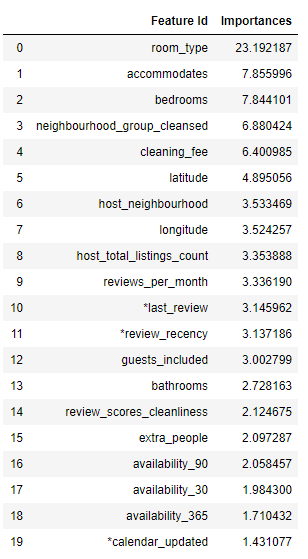 Feature Id Importances
0 room_type 23.192187
1 accommodates 7.855996
2 bedrooms 7.844101
3 neighbourhood_group_cleansed 6.880424
4 cleaning_fee 6.400985
5 latitude 4.895056
6 host_neighbourhood 3.533469
7 longitude 3.524257
8 host_total_listings_count 3.353888
9 reviews_per_month 3.336190
10 *last_review 3.145962
11 *review_recency 3.137186
12 guests_included 3.002799
13 bathrooms 2.728163
14 review_scores_cleanliness 2.124675
15 extra_people 2.097287
16 availability_90 2.058457
17 availability_30 1.984300
18 availability_365 1.710432
19 *calendar_updated 1.431077